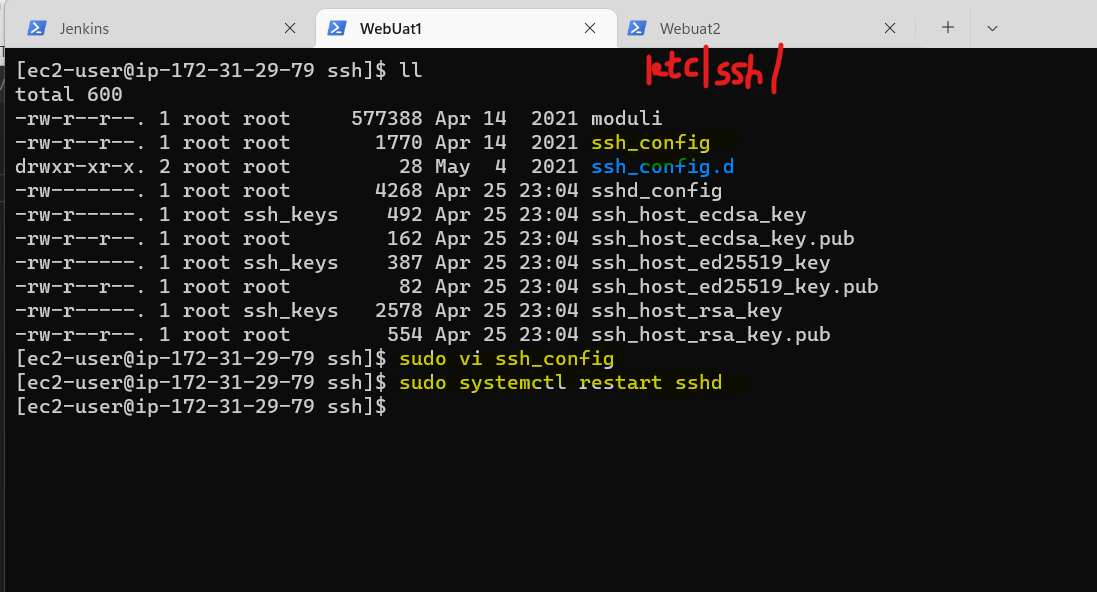 Jenkins WebUat1 Webuat2
etc/ssh/
[ec2-user@ip-172-31-29-79 ssh]$ ll
total 600
-rw-r--r--. 1 root root     577388 Apr 14  2021 moduli
-rw-r--r--. 1 root root       1770 Apr 14  2021 ssh_config
drwxr-xr-x. 2 root root         28 May  4  2021 ssh_config.d
-rw-------. 1 root root       4268 Apr 25 23:04 sshd_config
-rw-r-----. 1 root ssh_keys    492 Apr 25 23:04 ssh_host_ecdsa_key
-rw-r--r--. 1 root root        162 Apr 25 23:04 ssh_host_ecdsa_key.pub
-rw-r-----. 1 root ssh_keys    387 Apr 25 23:04 ssh_host_ed25519_key
-rw-r--r--. 1 root root         82 Apr 25 23:04 ssh_host_ed25519_key.pub
-rw-r-----. 1 root ssh_keys   2578 Apr 25 23:04 ssh_host_rsa_key
-rw-r--r--. 1 root root        554 Apr 25 23:04 ssh_host_rsa_key.pub
[ec2-user@ip-172-31-29-79 ssh]$ sudo vi ssh_config
[ec2-user@ip-172-31-29-79 ssh]$ sudo systemctl restart sshd
[ec2-user@ip-172-31-29-79 ssh]$